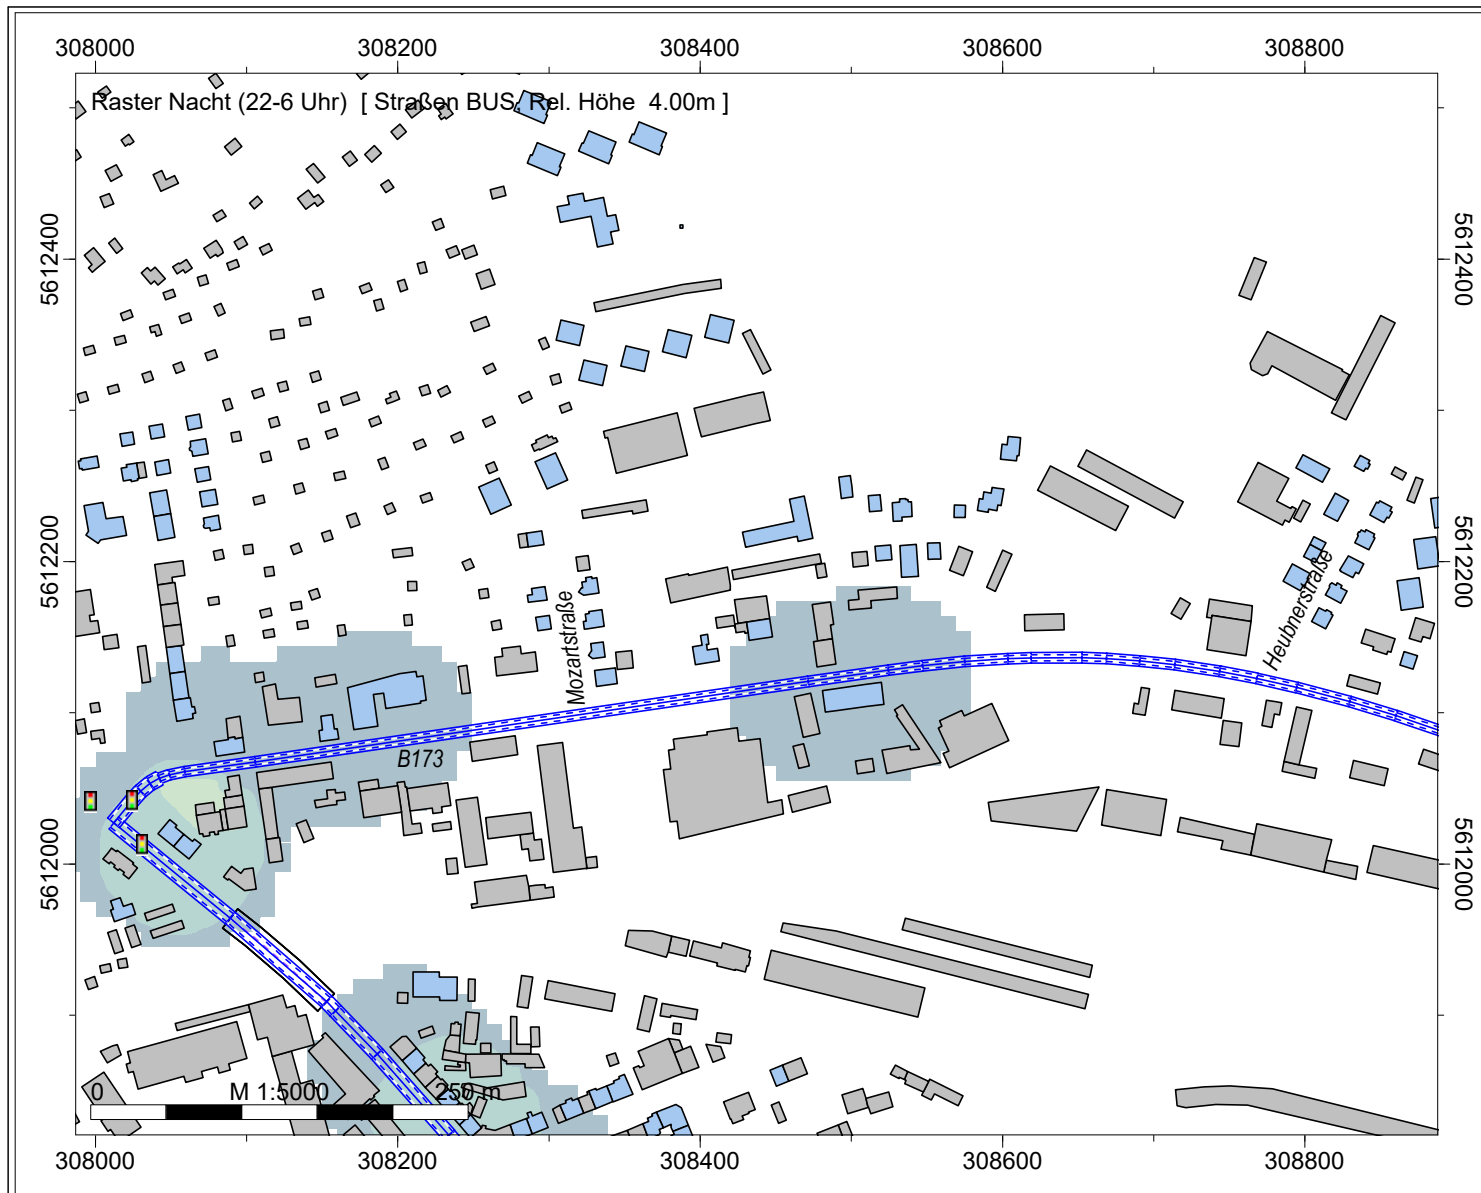 308000 308200 308400 308600 308800
Raster Nacht (22-6 Uhr) [ Straßen BUS, Rel. Höhe 4.00m ]
5612400 5612400
5612200 5612200
Mozartstraße
Heubnerstraße
B173
5612000 5612000
0 M 1:5000 250 m
308000 308200 308400 308600 308800